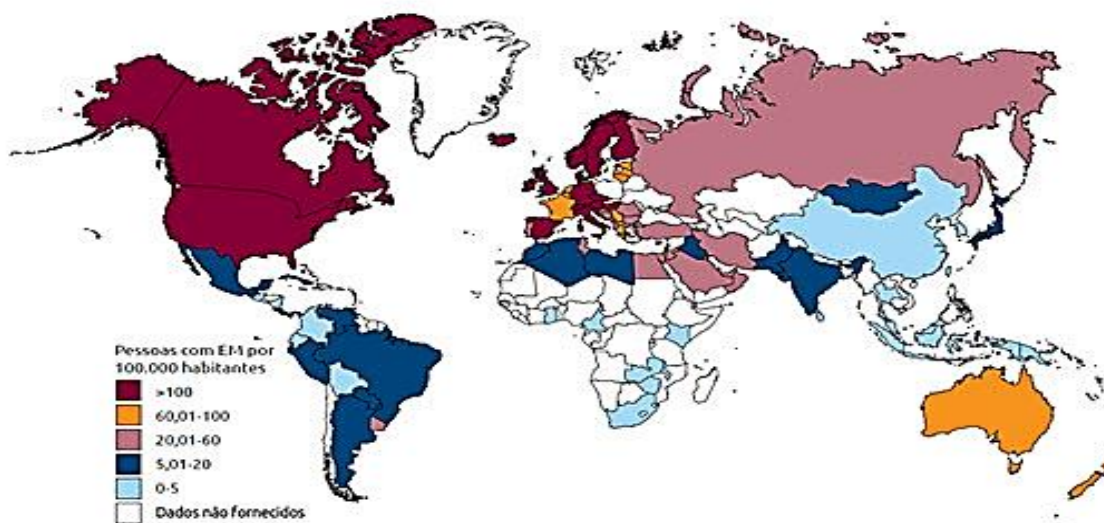 Pessoas com EM por
100.000 habitantes
>100
60,01-100
20,01-60
5,01-20
0-5
Dados não fornecidos